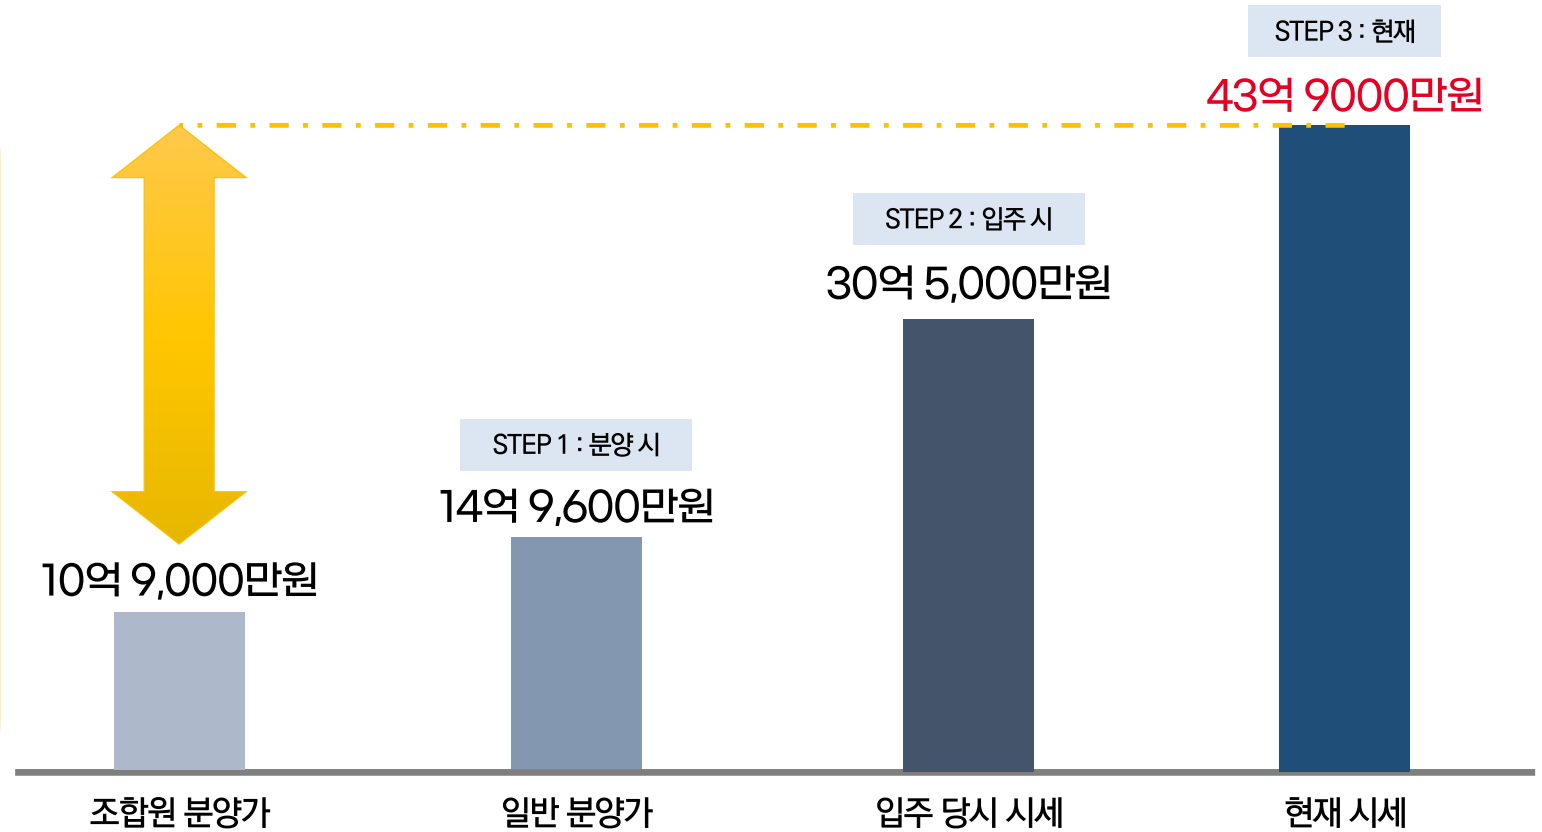 STEP 3 : 현재
43억 9000만원
STEP 2 : 입주 시
30억 5,000만원
STEP 1 : 분양 시
14억 9,600만원
10억 9,000만원
조합원 분양가
일반 분양가
입주 당시 시세
현재 시세